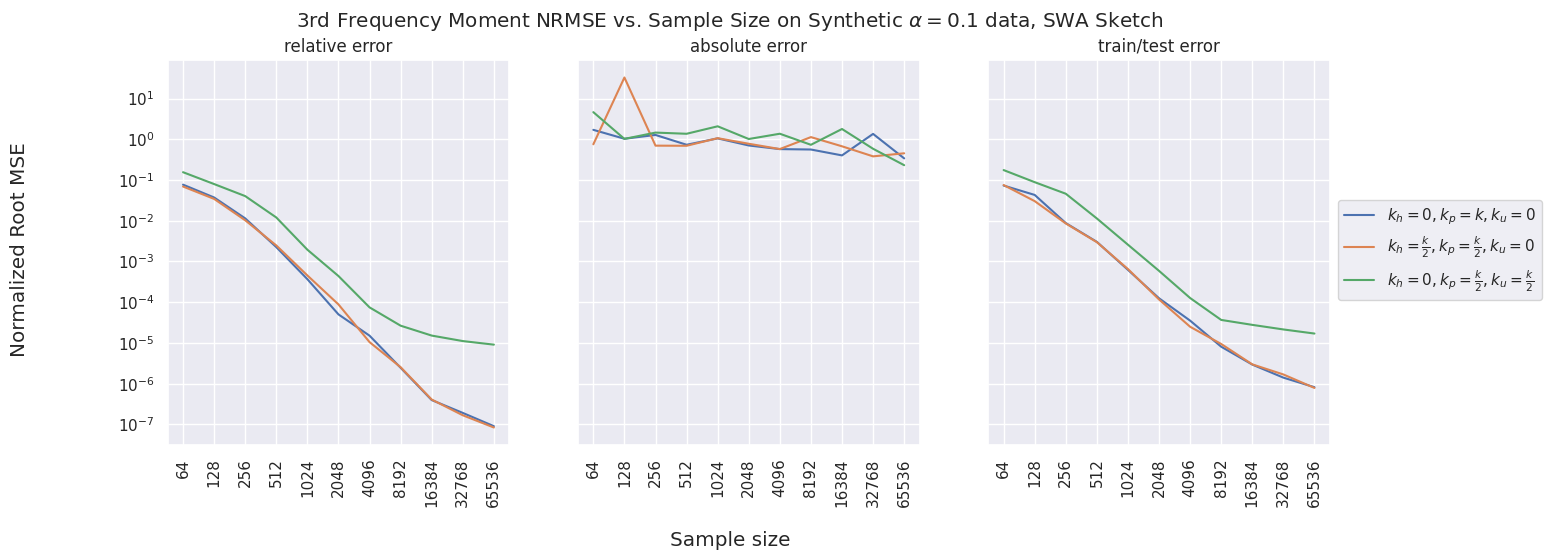 3rd Frequency Moment NRMSE vs. Sample Size on Synthetic α = 0.1 data, SWA Sketch
relative error
absolute error
train/test error
Normalized Root MSE
10¹
10⁰
10⁻¹
10⁻²
10⁻³
10⁻⁴
10⁻⁵
10⁻⁶
10⁻⁷
64 128 256 512 1024 2048 4096 8192 16384 32768 65536
64 128 256 512 1024 2048 4096 8192 16384 32768 65536
64 128 256 512 1024 2048 4096 8192 16384 32768 65536
Sample size
k_h = 0, k_p = k, k_u = 0
k_h = k/2, k_p = k/2, k_u = 0
k_h = 0, k_p = k/2, k_u = k/2